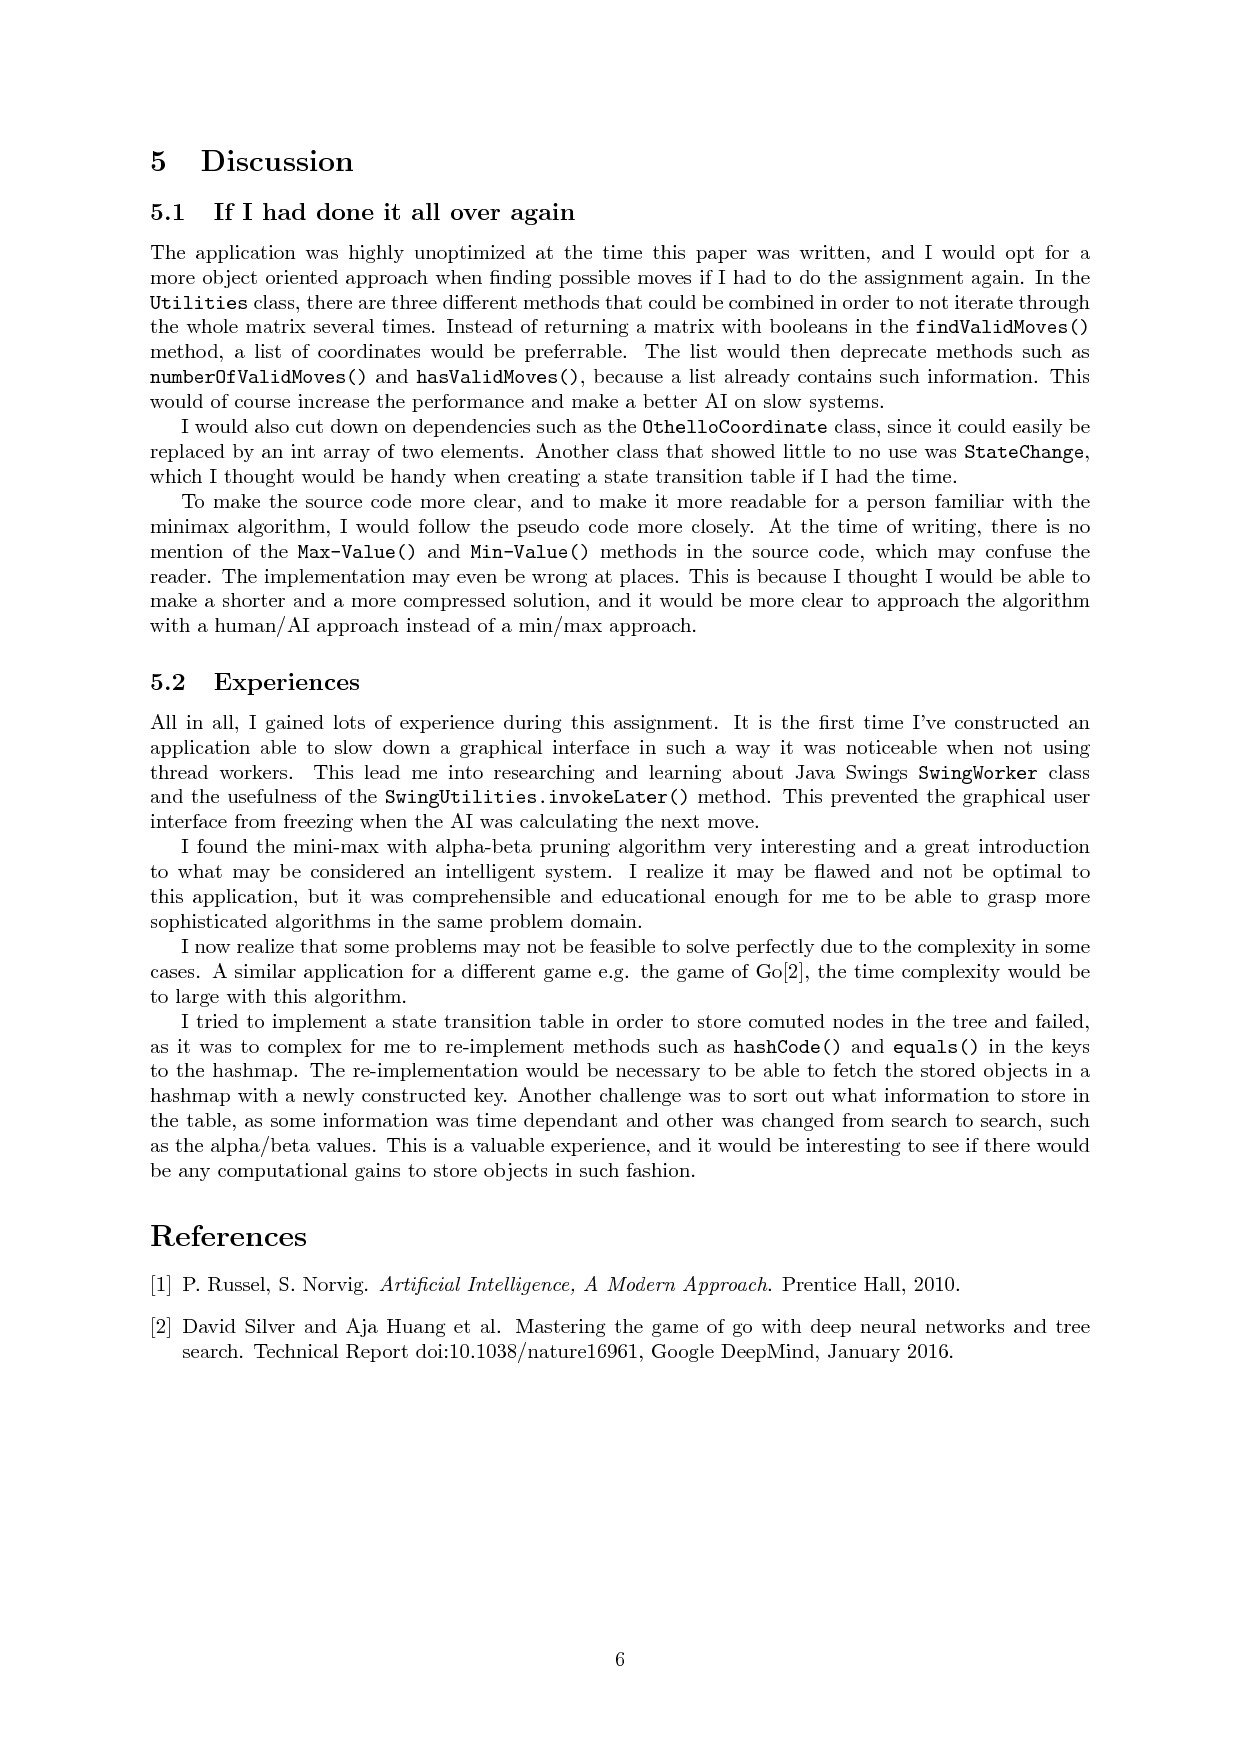 5 Discussion
5.1 If I had done it all over again
The application was highly unoptimized at the time this paper was written, and I would opt for a
more object oriented approach when finding possible moves if I had to do the assignment again. In the
Utilities class, there are three different methods that could be combined in order to not iterate through
the whole matrix several times. Instead of returning a matrix with booleans in the findValidMoves()
method, a list of coordinates would be preferrable. The list would then deprecate methods such as
numberOfValidMoves() and hasValidMoves(), because a list already contains such information. This
would of course increase the performance and make a better AI on slow systems.
I would also cut down on dependencies such as the OthelloCoordinate class, since it could easily be
replaced by an int array of two elements. Another class that showed little to no use was StateChange,
which I thought would be handy when creating a state transition table if I had the time.
To make the source code more clear, and to make it more readable for a person familiar with the
minimax algorithm, I would follow the pseudo code more closely. At the time of writing, there is no
mention of the Max-Value() and Min-Value() methods in the source code, which may confuse the
reader. The implementation may even be wrong at places. This is because I thought I would be able to
make a shorter and a more compressed solution, and it would be more clear to approach the algorithm
with a human/AI approach instead of a min/max approach.
5.2 Experiences
All in all, I gained lots of experience during this assignment. It is the first time I've constructed an
application able to slow down a graphical interface in such a way it was noticeable when not using
thread workers. This lead me into researching and learning about Java Swings SwingWorker class
and the usefulness of the SwingUtilities.invokeLater() method. This prevented the graphical user
interface from freezing when the AI was calculating the next move.
I found the mini-max with alpha-beta pruning algorithm very interesting and a great introduction
to what may be considered an intelligent system. I realize it may be flawed and not be optimal to
this application, but it was comprehensible and educational enough for me to be able to grasp more
sophisticated algorithms in the same problem domain.
I now realize that some problems may not be feasible to solve perfectly due to the complexity in some
cases. A similar application for a different game e.g. the game of Go[2], the time complexity would be
to large with this algorithm.
I tried to implement a state transition table in order to store comuted nodes in the tree and failed,
as it was to complex for me to re-implement methods such as hashCode() and equals() in the keys
to the hashmap. The re-implementation would be necessary to be able to fetch the stored objects in a
hashmap with a newly constructed key. Another challenge was to sort out what information to store in
the table, as some information was time dependant and other was changed from search to search, such
as the alpha/beta values. This is a valuable experience, and it would be interesting to see if there would
be any computational gains to store objects in such fashion.
References
[1] P. Russel, S. Norvig. Artificial Intelligence, A Modern Approach. Prentice Hall, 2010.
[2] David Silver and Aja Huang et al. Mastering the game of go with deep neural networks and tree
search. Technical Report doi:10.1038/nature16961, Google DeepMind, January 2016.
6